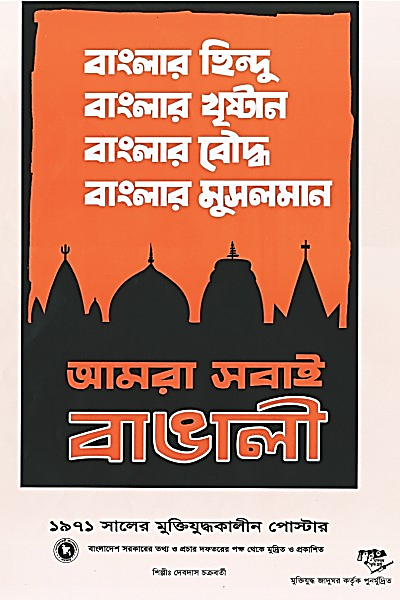 বাংলার হিন্দু
বাংলার খৃষ্টান
বাংলার বৌদ্ধ
বাংলার মুসলমান
আমরা সবাই
বাঙালী
১৯৭১ সালের মুক্তিযুদ্ধকালীন পোস্টার
বাংলাদেশ সরকারের তথ্য ও প্রচার দফতরের পক্ষ থেকে মুদ্রিত ও প্রকাশিত
শিল্পীঃ দেবদাস চক্রবর্তী
মুক্তিযুদ্ধ জাদুঘর কর্তৃক পুনর্মুদ্রিত